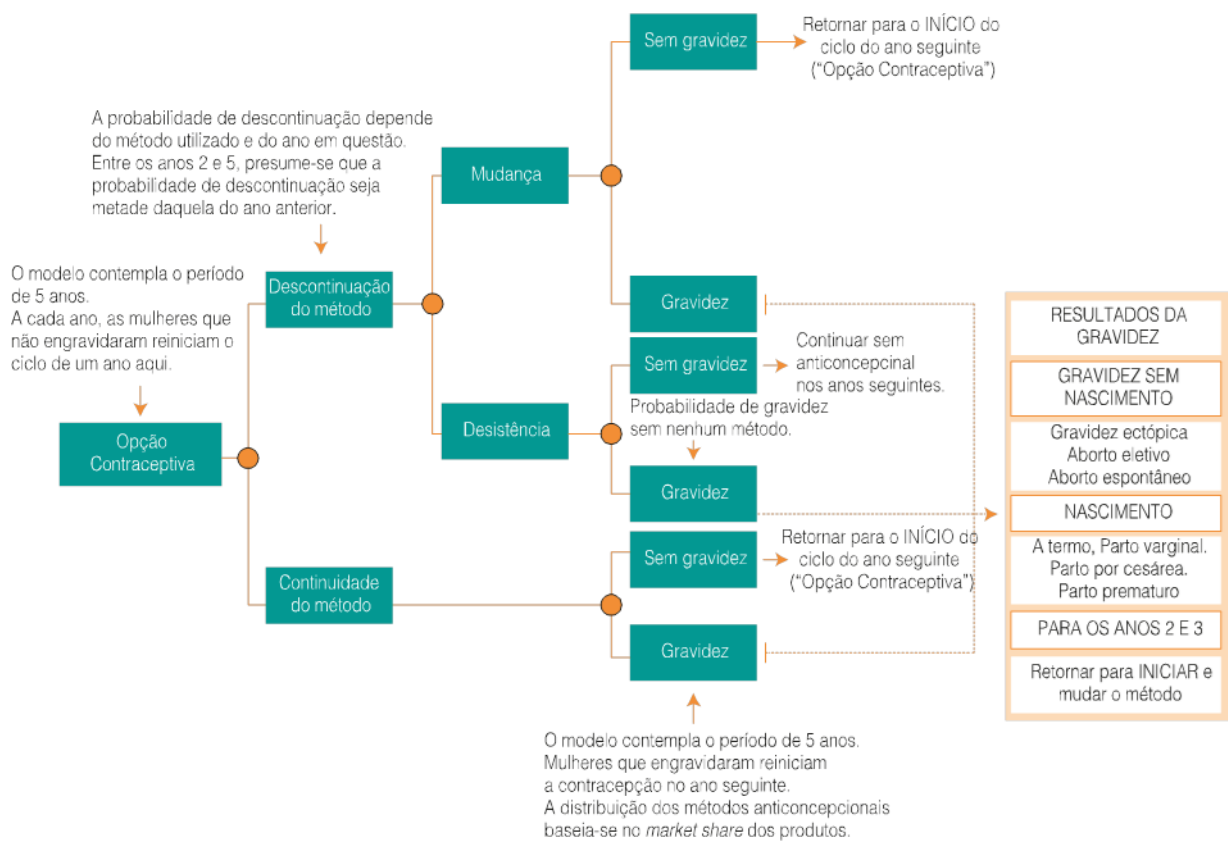 Sem gravidez
Retornar para o INÍCIO do
ciclo do ano seguinte
(“Opção Contraceptiva”)
A probabilidade de descontinuação depende
do método utilizado e do ano em questão.
Entre os anos 2 e 5, presume-se que a
probabilidade de descontinuação seja
metade daquela do ano anterior.
Mudança
O modelo contempla o período
de 5 anos.
A cada ano, as mulheres que
não engravidaram reiniciam o
ciclo de um ano aqui.
Descontinuação
do método
Gravidez
Sem gravidez
Continuar sem
anticoncepcinal
nos anos seguintes.
Probabilidade de gravidez
sem nenhum método.
Desistência
Opção
Contraceptiva
Gravidez
Sem gravidez
Retornar para o INÍCIO do
ciclo do ano seguinte
(“Opção Contraceptiva”)
Continuidade
do método
Gravidez
O modelo contempla o período de 5 anos.
Mulheres que engravidaram reiniciam
a contracepção no ano seguinte.
A distribuição dos métodos anticoncepcionais
baseia-se no market share dos produtos.
RESULTADOS DA
GRAVIDEZ
GRAVIDEZ SEM
NASCIMENTO
Gravidez ectópica
Aborto eletivo
Aborto espontâneo
NASCIMENTO
A termo, Parto varginal.
Parto por cesárea.
Parto prematuro
PARA OS ANOS 2 E 3
Retornar para INICIAR e
mudar o método